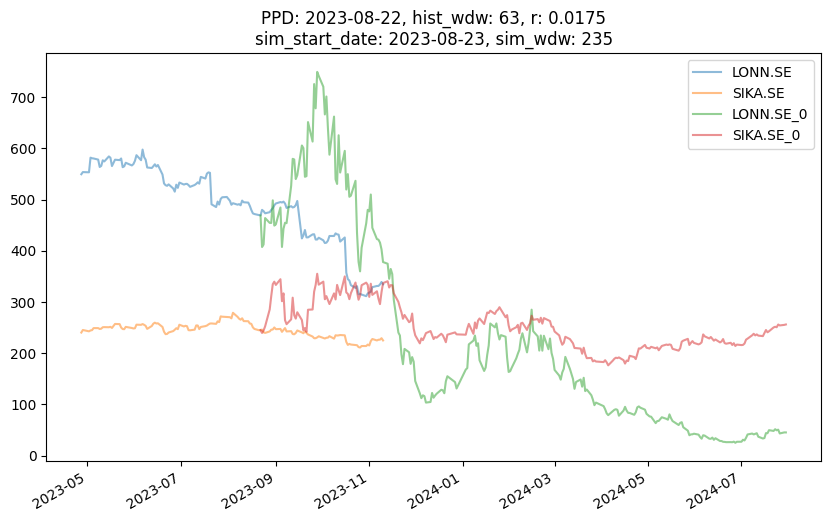 PPD: 2023-08-22, hist_wdw: 63, r: 0.0175
sim_start_date: 2023-08-23, sim_wdw: 235
LONN.SE
SIKA.SE
LONN.SE_0
SIKA.SE_0
700
600
500
400
300
200
100
0
2023-05
2023-07
2023-09
2023-11
2024-01
2024-03
2024-05
2024-07